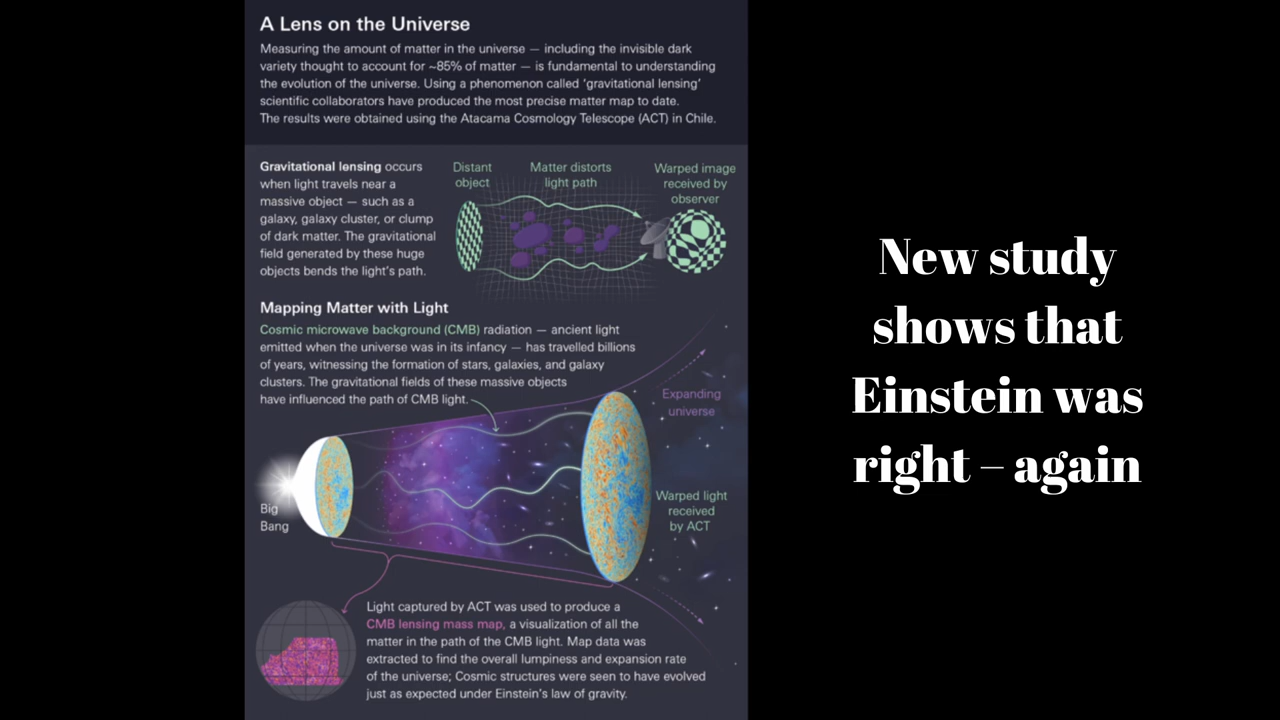 A Lens on the Universe
Measuring the amount of matter in the universe — including the invisible dark
variety thought to account for ~85% of matter — is fundamental to understanding
the evolution of the universe. Using a phenomenon called ‘gravitational lensing’
scientific collaborators have produced the most precise matter map to date.
The results were obtained using the Atacama Cosmology Telescope (ACT) in Chile.
Gravitational lensing occurs
when light travels near a
massive object — such as a
galaxy, galaxy cluster, or clump
of dark matter. The gravitational
field generated by these huge
objects bends the light’s path.
Distant
object
Matter distorts
light path
Warped image
received by
observer
Mapping Matter with Light
Cosmic microwave background (CMB) radiation — ancient light
emitted when the universe was in its infancy — has travelled billions
of years, witnessing the formation of stars, galaxies, and galaxy
clusters. The gravitational fields of these massive objects
have influenced the path of CMB light.
Expanding
universe
Big
Bang
Warped light
received
by ACT
Light captured by ACT was used to produce a
CMB lensing mass map, a visualization of all the
matter in the path of the CMB light. Map data was
extracted to find the overall lumpiness and expansion rate
of the universe; Cosmic structures were seen to have evolved
just as expected under Einstein’s law of gravity.
New study
shows that
Einstein was
right – again